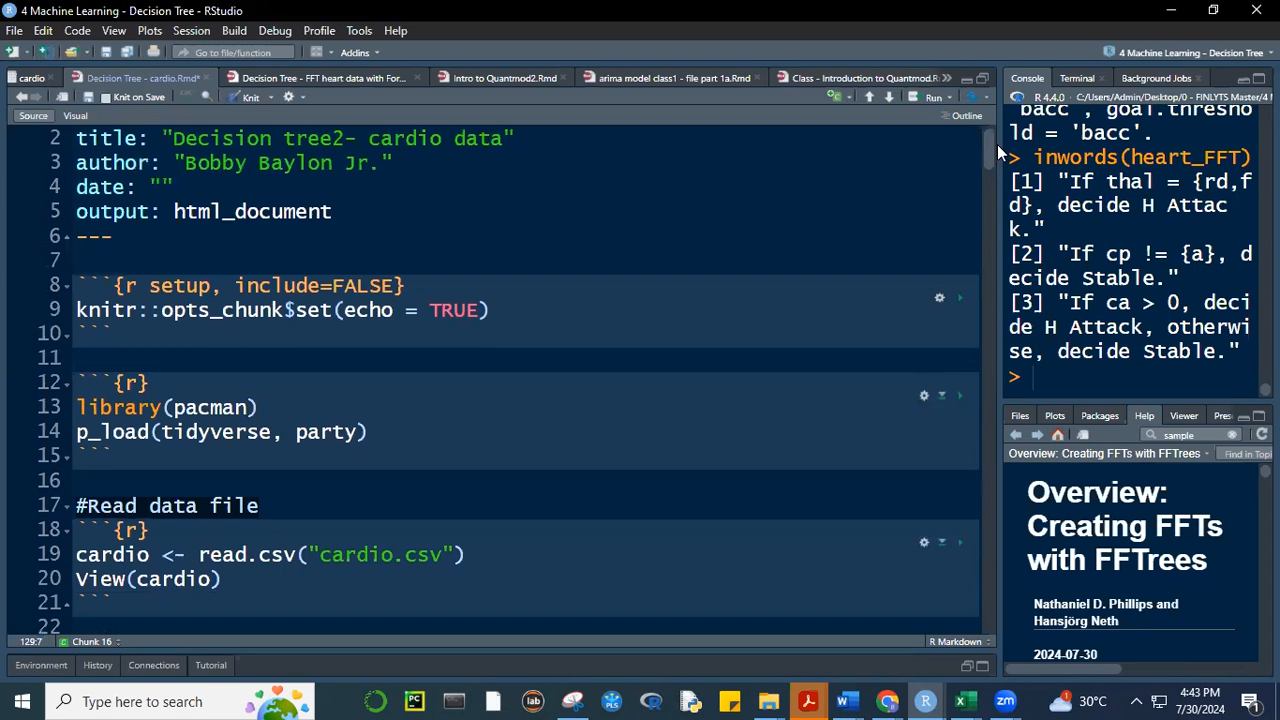 4 Machine Learning - Decision Tree - RStudio
File Edit Code View Plots Session Build Debug Profile Tools Help
Go to file/function Addins 4 Machine Learning - Decision Tree
cardio Decision Tree - cardio.Rmd* Decision Tree - FFT heart data with For... Intro to Quantmod2.Rmd arima model class1 - file part 1a.Rmd Class - Introduction to Quantmod.R
Knit on Save Knit Run
Source Visual Outline
2 title: "Decision tree2- cardio data"
3 author: "Bobby Baylon Jr."
4 date: ""
5 output: html_document
6 ---
7
8 ```{r setup, include=FALSE}
9 knitr::opts_chunk$set(echo = TRUE)
10 ```
11
12 ```{r}
13 library(pacman)
14 p_load(tidyverse, party)
15 ```
16
17 #Read data file
18 ```{r}
19 cardio <- read.csv("cardio.csv")
20 View(cardio)
21 ```
22
129:7 Chunk 16 R Markdown
Environment History Connections Tutorial
Console Terminal Background Jobs
R 4.4.0 C:/Users/Admin/Desktop/0 - FINLYTS Master/4 M
'bacc', goal.thresho
ld = 'bacc'.
> inwords(heart_FFT)
[1] "If thal = {rd,f
d}, decide H Attac
k."
[2] "If cp != {a}, d
ecide Stable."
[3] "If ca > 0, deci
de H Attack, otherwi
se, decide Stable."
>
Files Plots Packages Help Viewer Pres
sample
Overview: Creating FFTs with FFTrees Find in Topi
Overview:
Creating FFTs
with FFTrees
Nathaniel D. Phillips and
Hansjörg Neth
2024-07-30
Type here to search
PC
lab
PLS
30°C
4:43 PM
7/30/2024
1